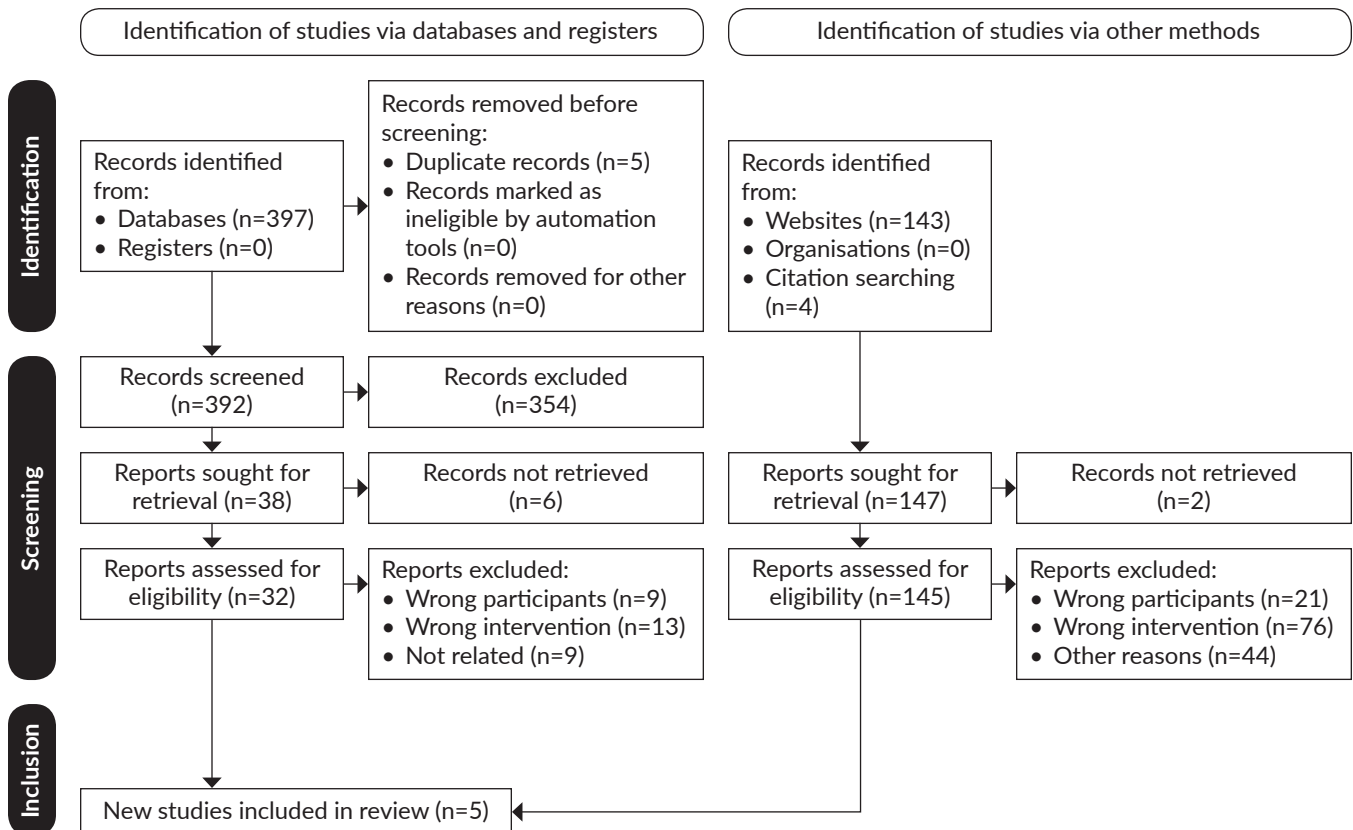 Identification of studies via databases and registers
Identification of studies via other methods
Identification
Records identified
from:
• Databases (n=397)
• Registers (n=0)
Records removed before
screening:
• Duplicate records (n=5)
• Records marked as
ineligible by automation
tools (n=0)
• Records removed for other
reasons (n=0)
Records identified
from:
• Websites (n=143)
• Organisations (n=0)
• Citation searching
(n=4)
Screening
Records screened
(n=392)
Records excluded
(n=354)
Reports sought for
retrieval (n=38)
Records not retrieved
(n=6)
Reports sought for
retrieval (n=147)
Records not retrieved
(n=2)
Reports assessed for
eligibility (n=32)
Reports excluded:
• Wrong participants (n=9)
• Wrong intervention (n=13)
• Not related (n=9)
Reports assessed for
eligibility (n=145)
Reports excluded:
• Wrong participants (n=21)
• Wrong intervention (n=76)
• Other reasons (n=44)
Inclusion
New studies included in review (n=5)